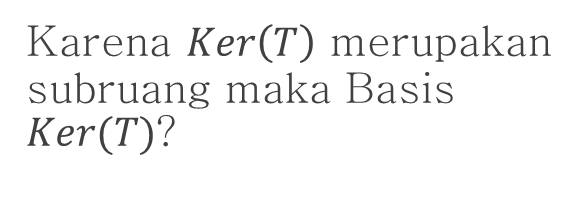 Karena Ker(T) merupakan
subruang maka Basis
Ker(T)?